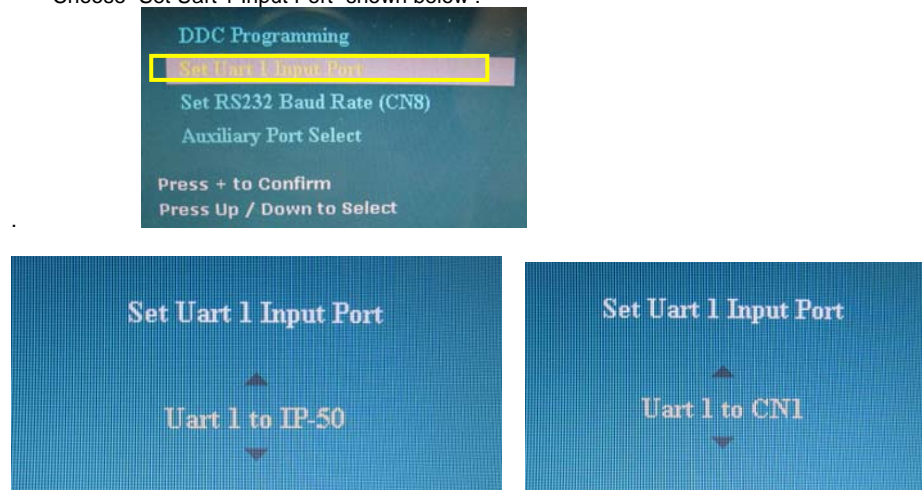 Choose "Set Uart 1 Input Port" shown below :
DDC Programming
Set Uart 1 Input Port
Set RS232 Baud Rate (CN8)
Auxiliary Port Select
Press + to Confirm
Press Up / Down to Select
.
Set Uart 1 Input Port
Uart 1 to IP-50
Set Uart 1 Input Port
Uart 1 to CN1